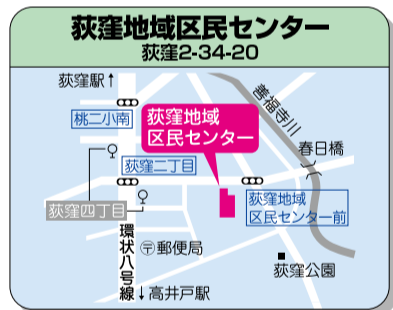 荻窪地域区民センター
荻窪2-34-20
荻窪駅↑
桃二小南
荻窪地域
区民センター
善福寺川
春日橋
荻窪二丁目
荻窪四丁目
荻窪地域
区民センター前
環状八号線
〒郵便局
荻窪公園
↓高井戸駅